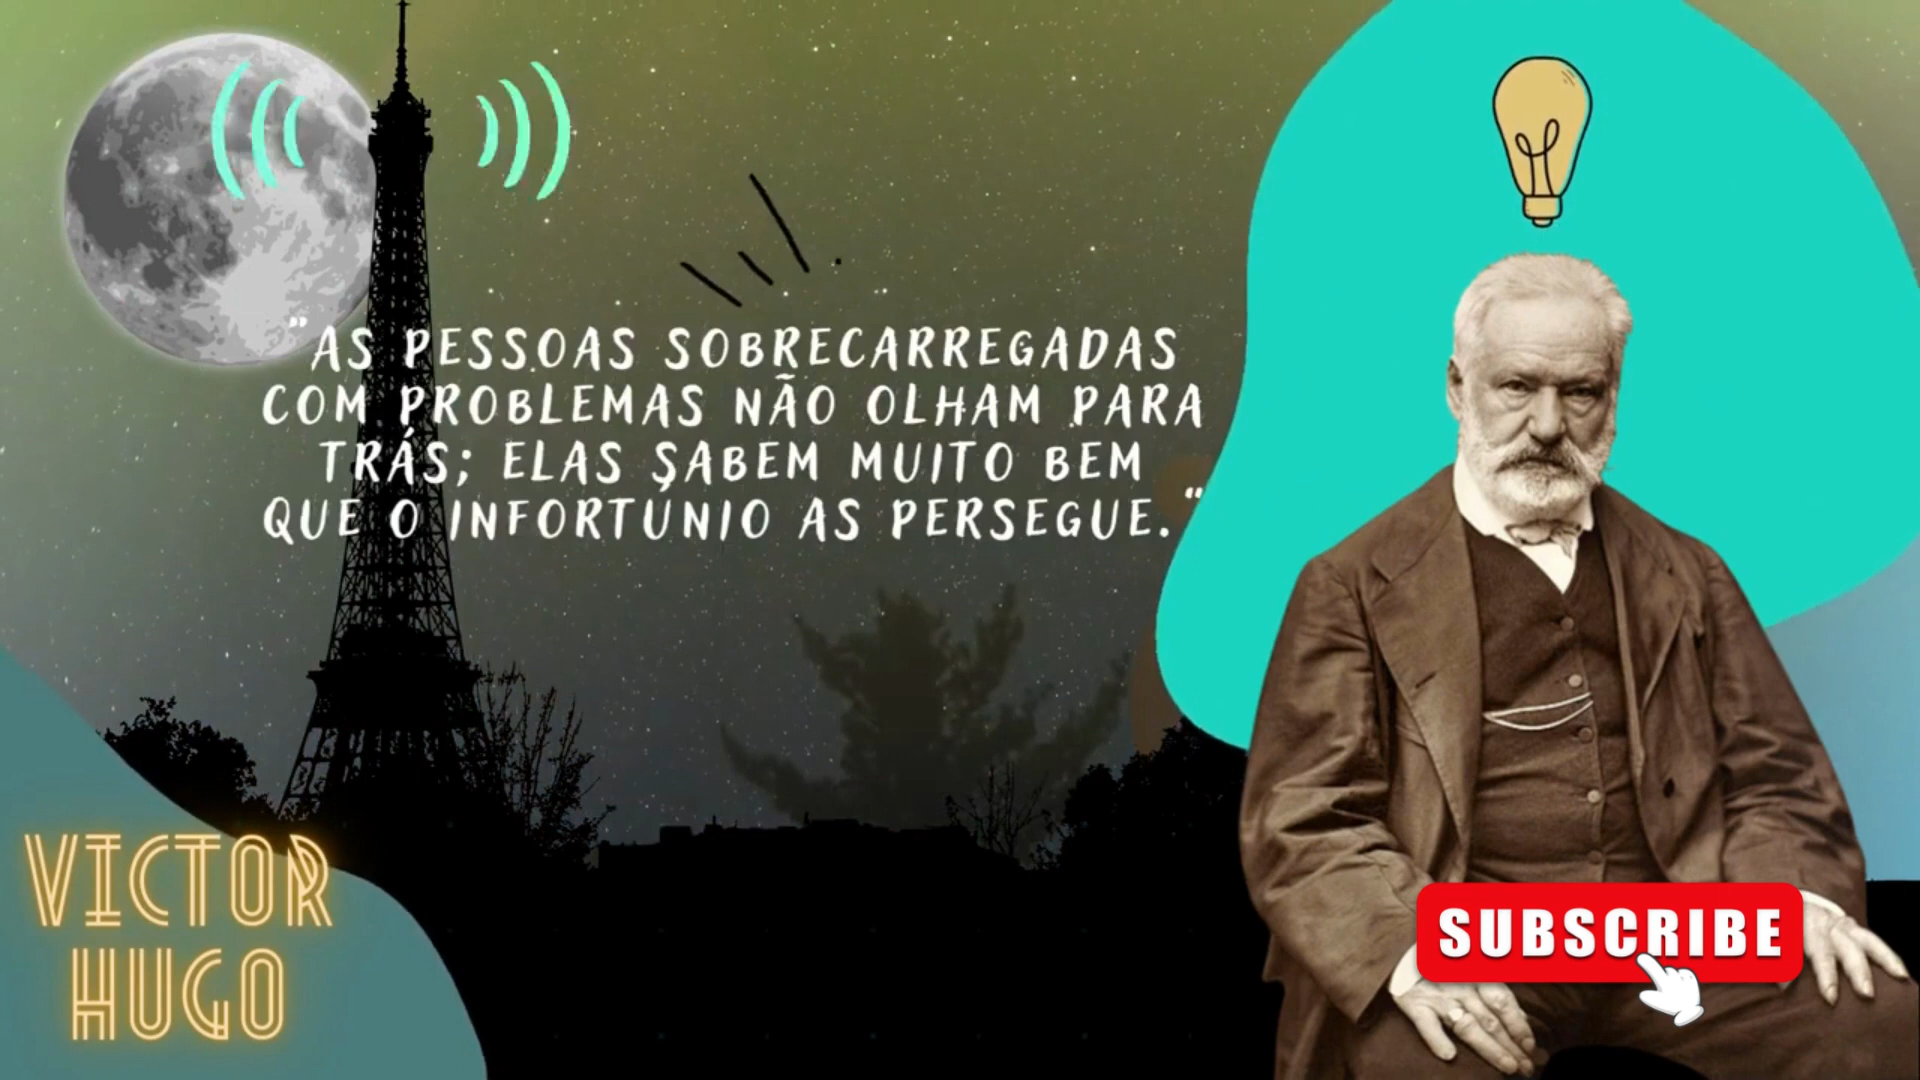 "AS PESSOAS SOBRECARREGADAS
COM PROBLEMAS NÃO OLHAM PARA
TRÁS; ELAS SABEM MUITO BEM
QUE O INFORTÚNIO AS PERSEGUE."
VICTOR
HUGO
SUBSCRIBE